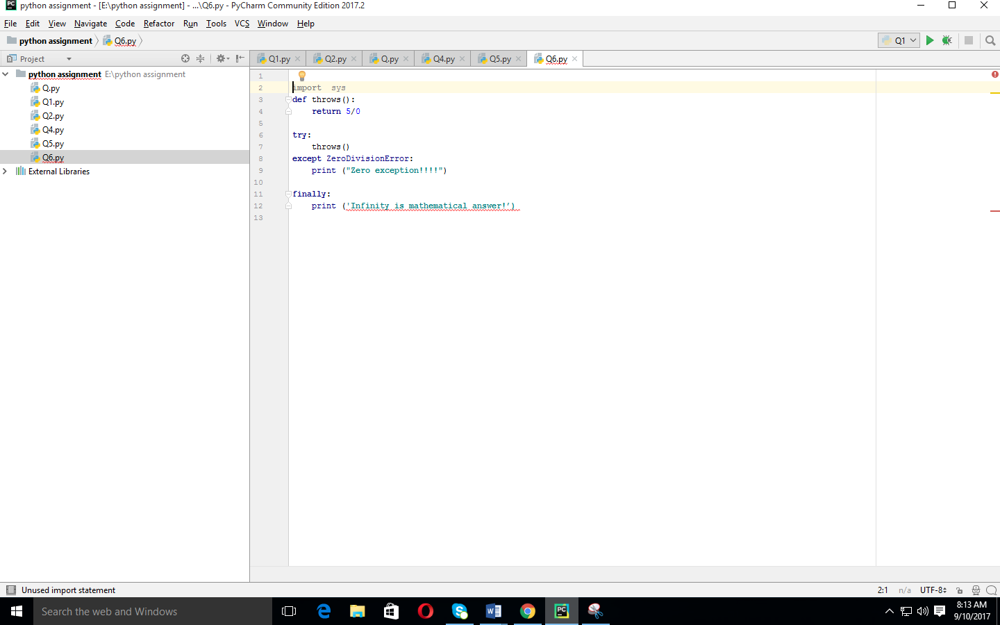 PC python assignment - [E:\python assignment] - ...\Q6.py - PyCharm Community Edition 2017.2
File Edit View Navigate Code Refactor Run Tools VCS Window Help
python assignment Q6.py Q1
Project Q1.py Q2.py Q.py Q4.py Q5.py Q6.py
python assignment E:\python assignment
Q.py
Q1.py
Q2.py
Q4.py
Q5.py
Q6.py
External Libraries
1
2 import  sys
3 def throws():
4     return 5/0
5
6 try:
7     throws()
8 except ZeroDivisionError:
9     print ("Zero exception!!!!")
10
11 finally:
12     print ('Infinity is mathematical answer!’)
13
Unused import statement 2:1 n/a UTF-8
Search the web and Windows PC 8:13 AM
9/10/2017